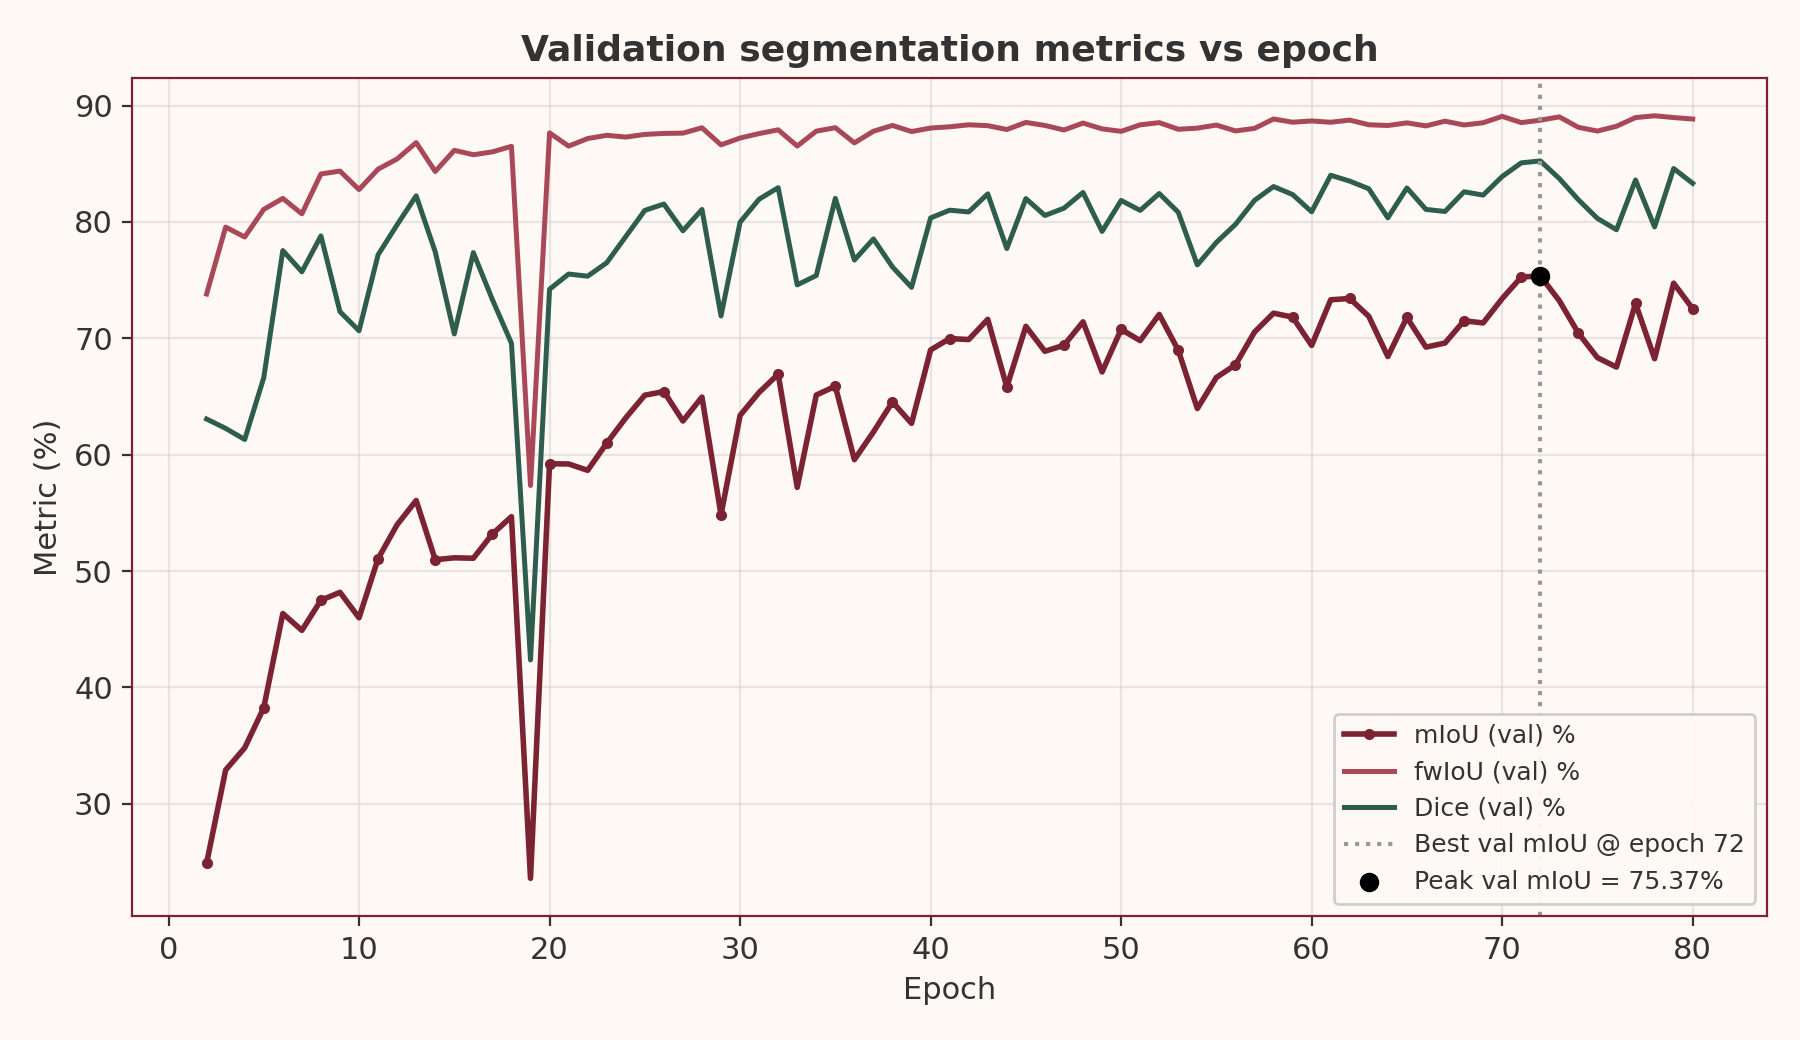 Validation segmentation metrics vs epoch
90
80
70
60
50
40
30
Metric (%)
mIoU (val) %
fwIoU (val) %
Dice (val) %
Best val mIoU @ epoch 72
Peak val mIoU = 75.37%
0 10 20 30 40 50 60 70 80
Epoch